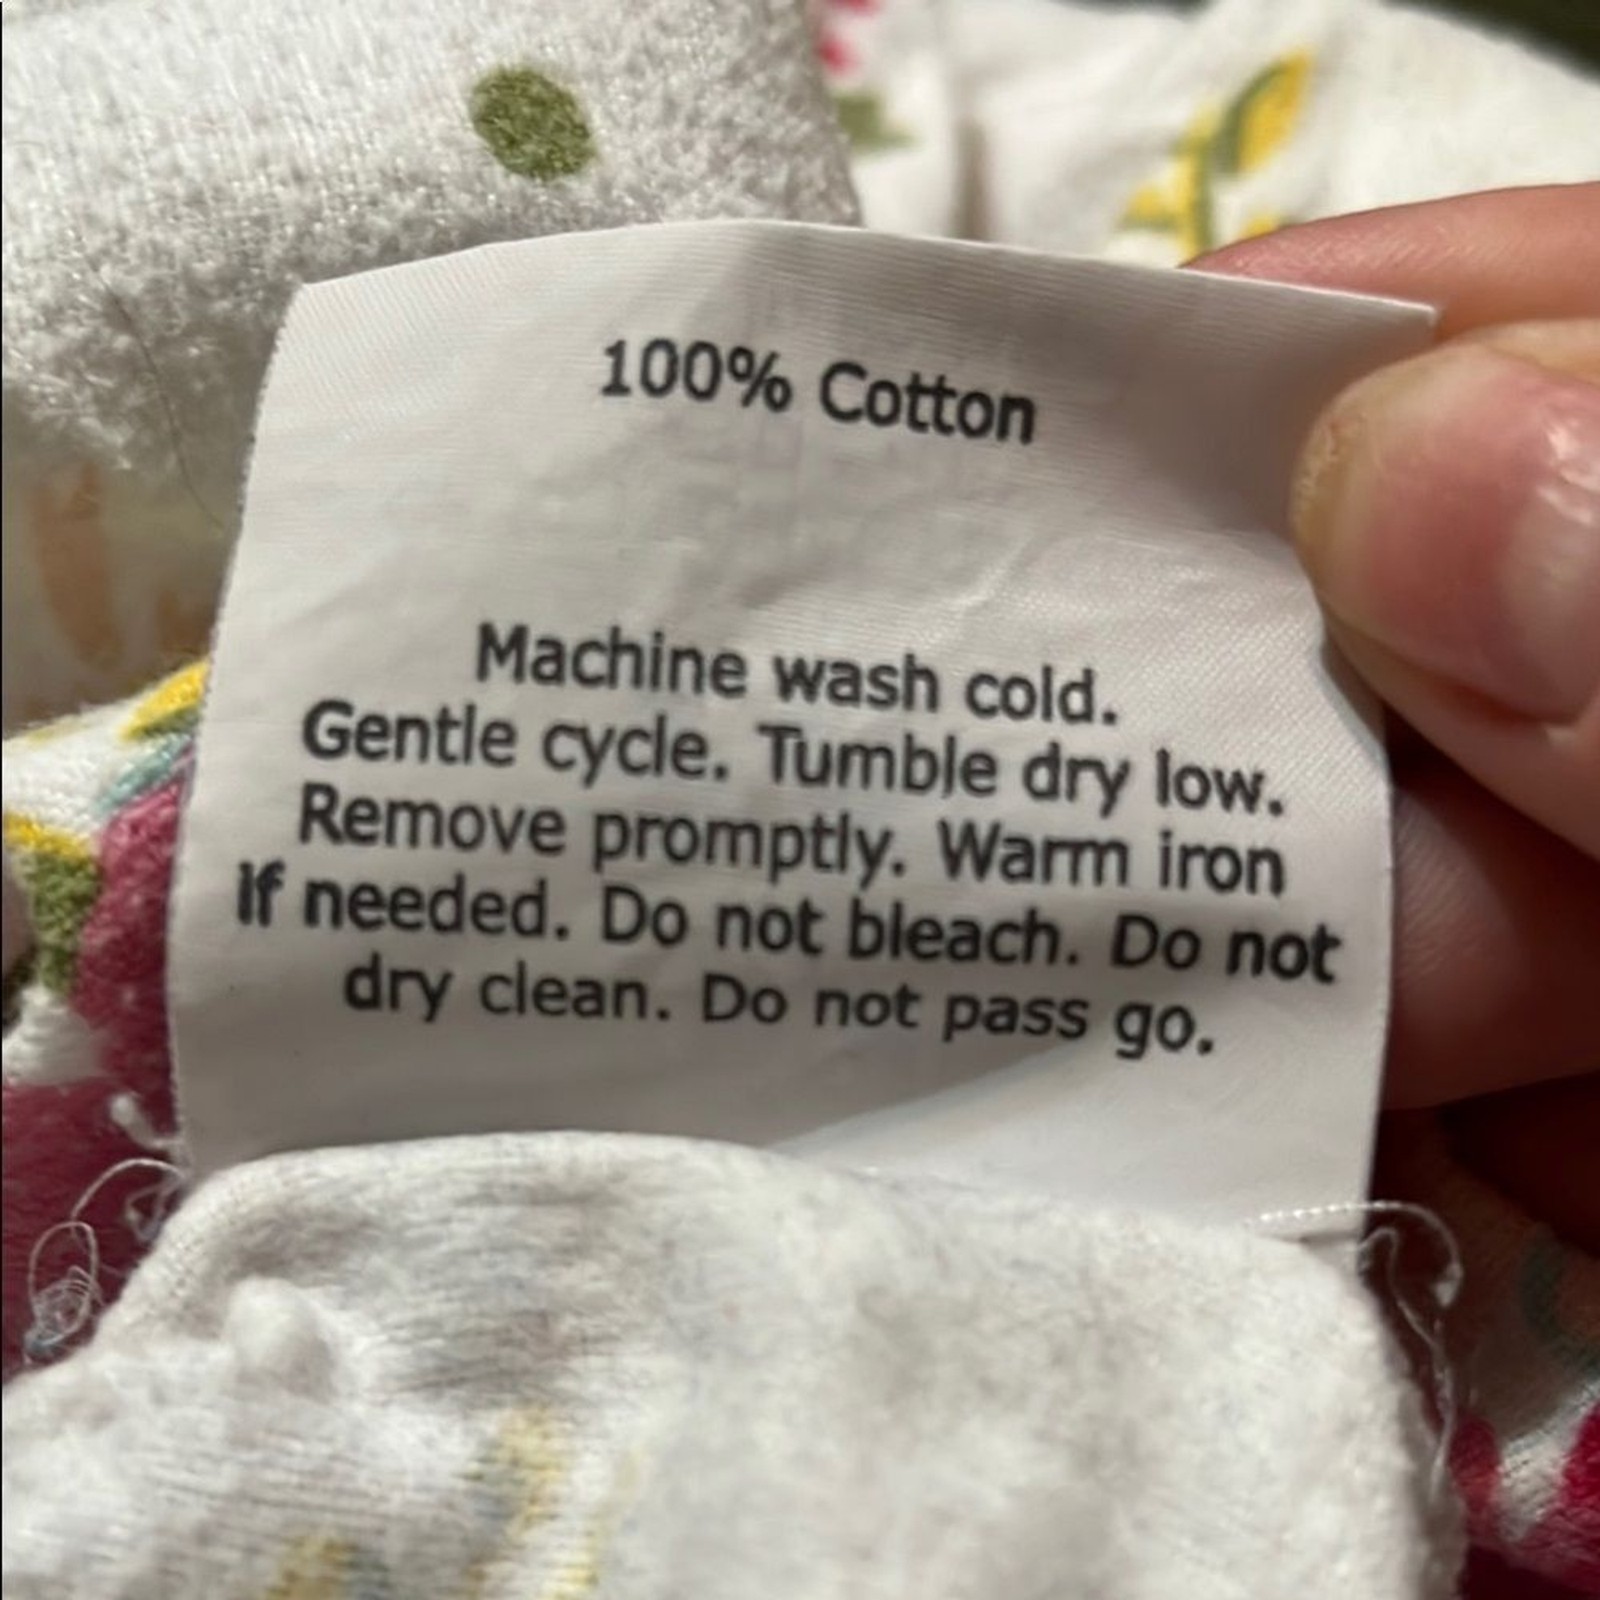 100% Cotton
Machine wash cold.
Gentle cycle. Tumble dry low.
Remove promptly. Warm iron
If needed. Do not bleach. Do not
dry clean. Do not pass go.